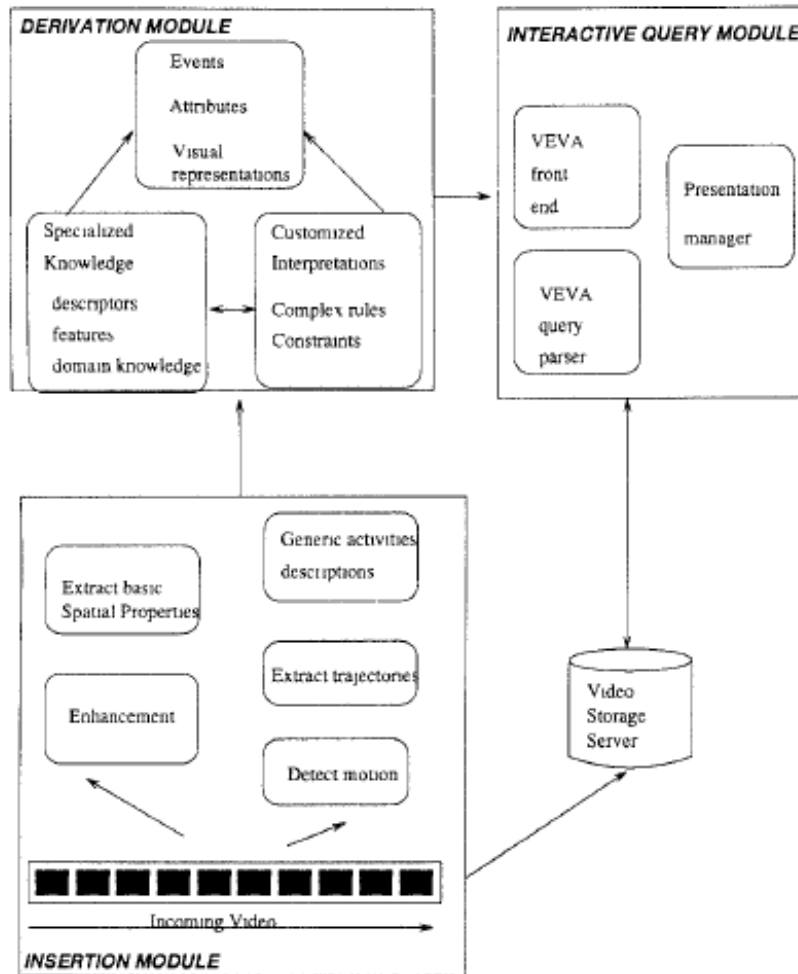 DERIVATION MODULE
Events
Attributes
Visual
representations
Specialized
Knowledge
descriptors
features
domain knowledge
Customized
Interpretations
Complex rules
Constraints
INTERACTIVE QUERY MODULE
VEVA
front
end
Presentation
manager
VEVA
query
parser
Extract basic
Spatial Properties
Enhancement
Generic activities
descriptions
Extract trajectories
Detect motion
Incoming Video
INSERTION MODULE
Video
Storage
Server